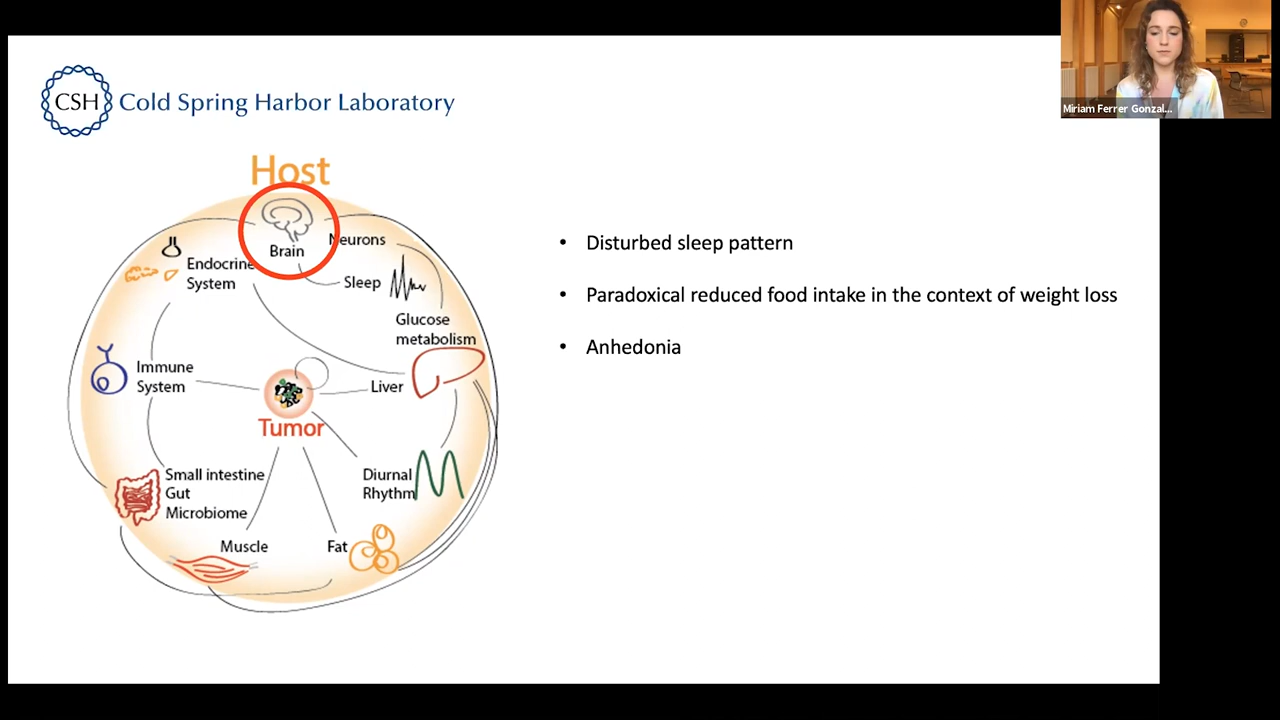 Miriam Ferrer Gonzal...
CSH Cold Spring Harbor Laboratory
Host
Brain
Neurons
Endocrine
System
Sleep
Glucose
metabolism
Immune
System
Liver
Tumor
Small intestine
Gut
Microbiome
Diurnal
Rhythm
Muscle
Fat
• Disturbed sleep pattern
• Paradoxical reduced food intake in the context of weight loss
• Anhedonia